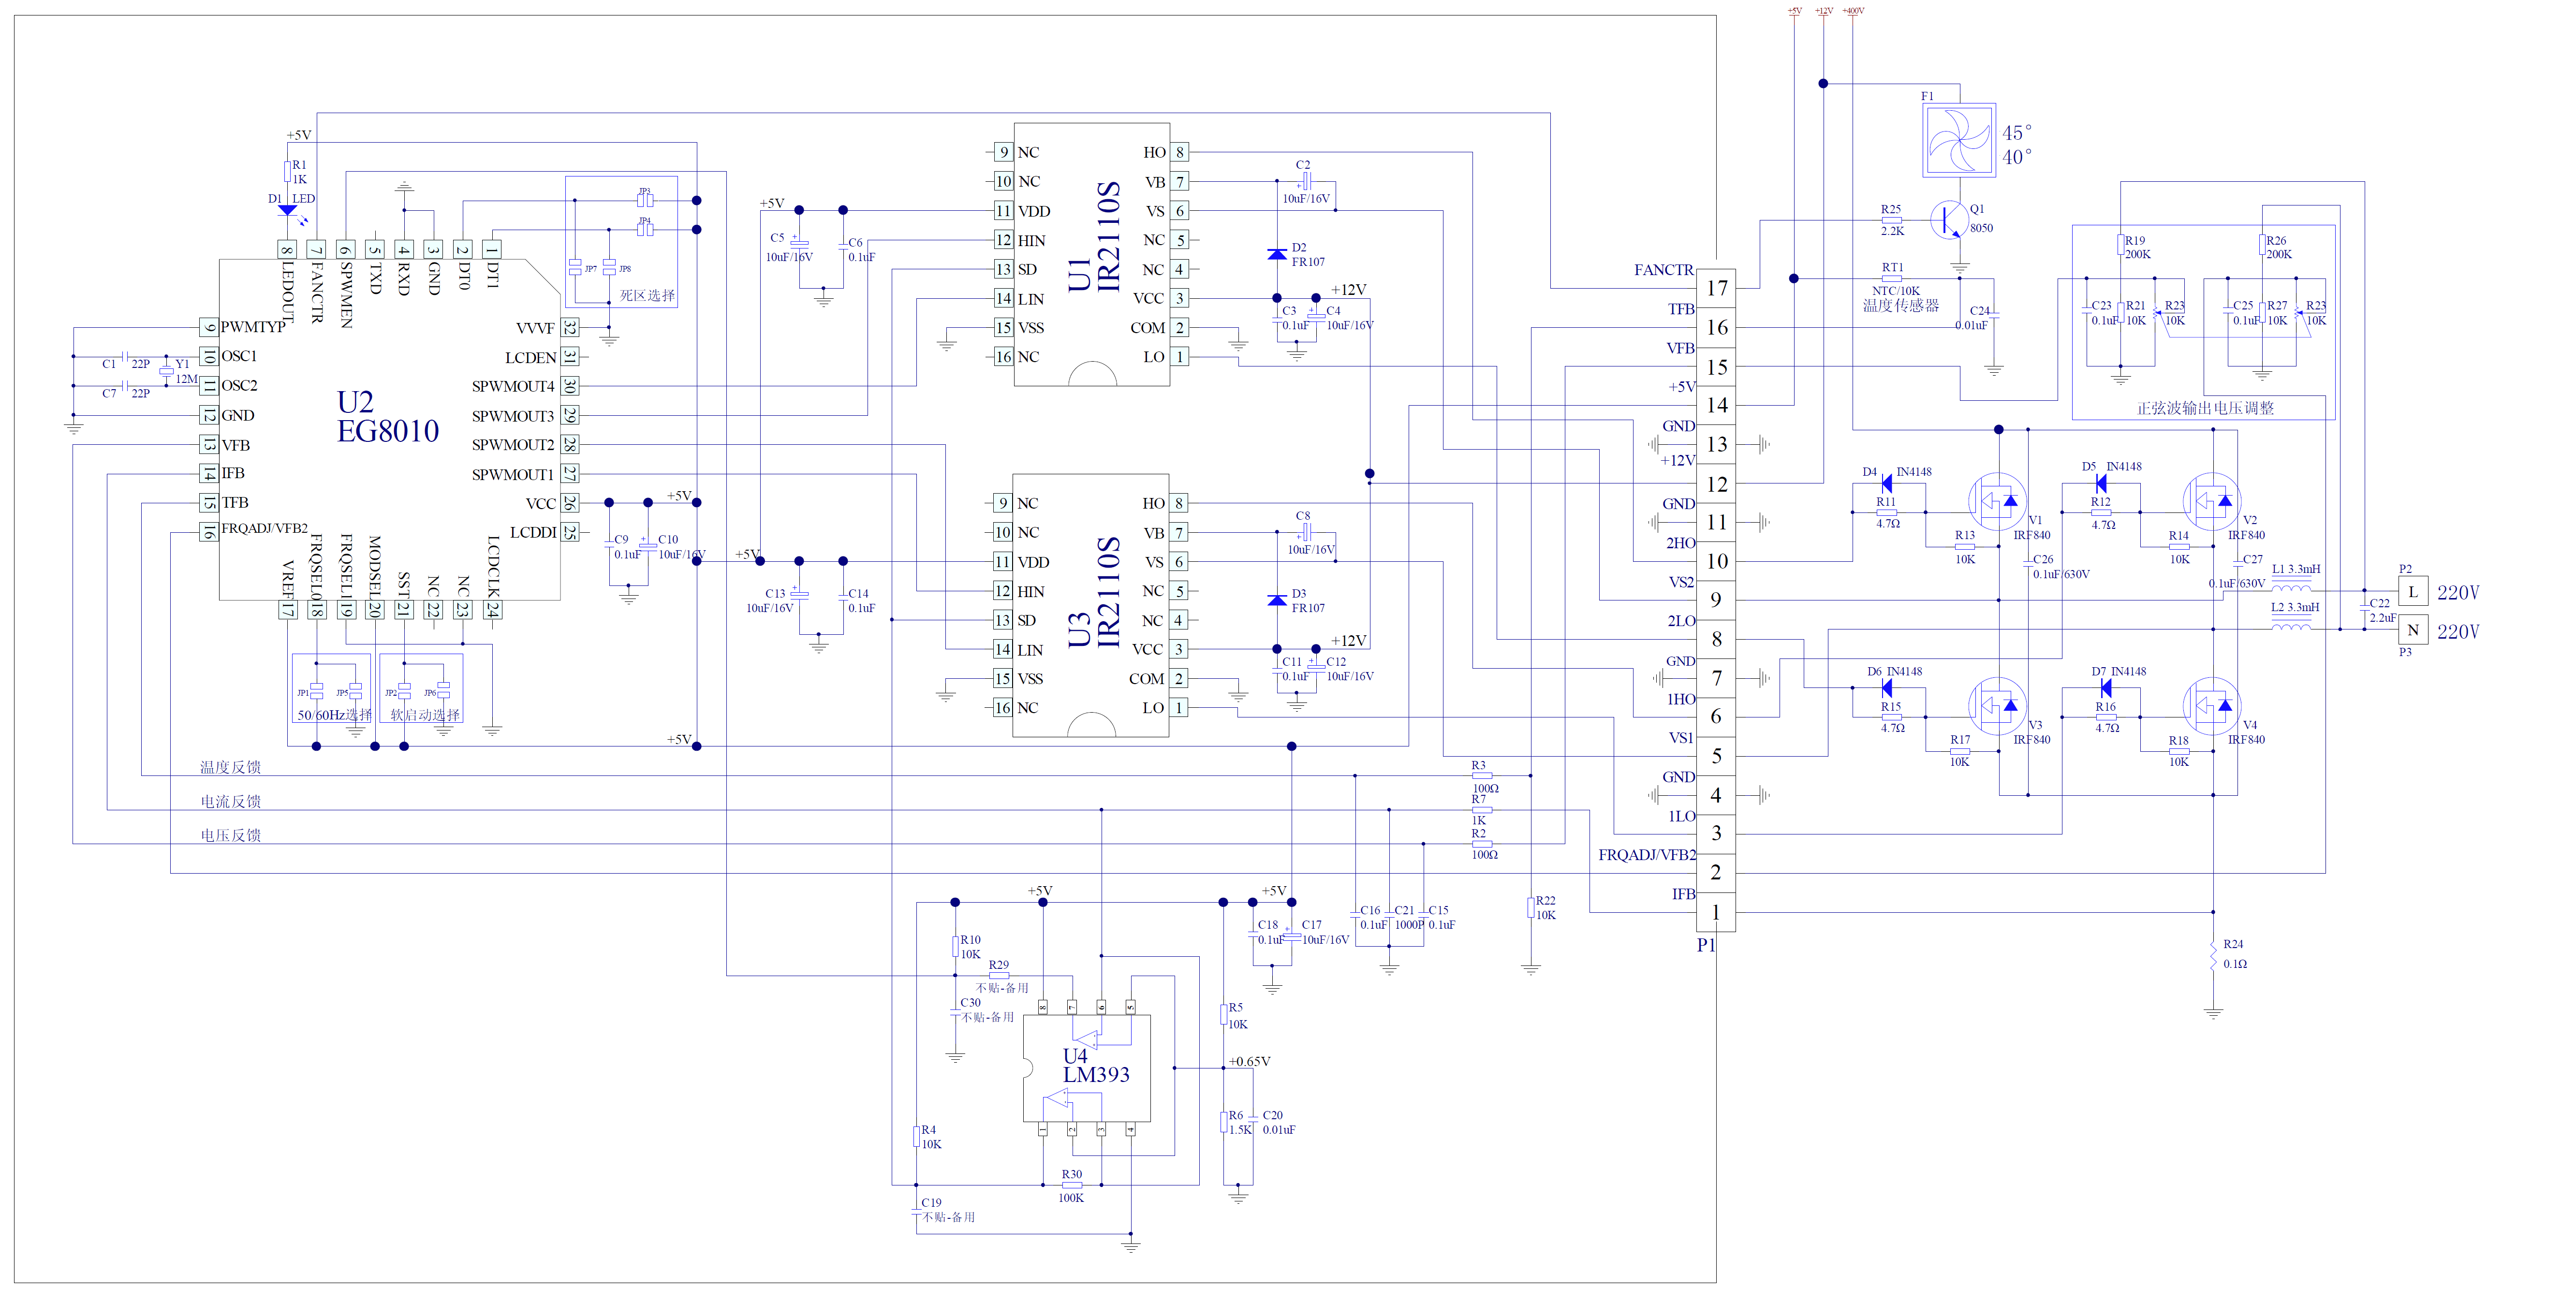 +5V
+12V
+400V
F1
45°
40°
+5V
R1
1K
D1
LED
8
7
6
5
4
3
2
1
LEDOUT
FANCTR
SPWMEN
TXD
RXD
GND
DT0
DT1
JP3
JP4
JP7
JP8
死区选择
9
PWMTYP
10
OSC1
11
OSC2
12
GND
13
VFB
14
IFB
15
TFB
16
FRQADJ/VFB2
C1
22P
Y1
12M
C7
22P
U2
EG8010
VVVF
32
LCDEN
31
SPWMOUT4
30
SPWMOUT3
29
SPWMOUT2
28
SPWMOUT1
27
VCC
26
LCDDI
25
VREF
FRQSEL0
FRQSEL1
MODSEL
SST
NC
NC
LCDCLK
17
18
19
20
21
22
23
24
+5V
C9
0.1uF
C10
10uF/16V
JP1
JP5
50/60Hz选择
JP2
JP6
软启动选择
+5V
温度反馈
电流反馈
电压反馈
+5V
C5
10uF/16V
C6
0.1uF
9
NC
10
NC
11
VDD
12
HIN
13
SD
14
LIN
15
VSS
16
NC
U1
IR2110S
HO
8
VB
7
VS
6
NC
5
NC
4
VCC
3
COM
2
LO
1
C2
10uF/16V
D2
FR107
+12V
C3
0.1uF
C4
10uF/16V
+5V
C13
10uF/16V
C14
0.1uF
9
NC
10
NC
11
VDD
12
HIN
13
SD
14
LIN
15
VSS
16
NC
U3
IR2110S
HO
8
VB
7
VS
6
NC
5
NC
4
VCC
3
COM
2
LO
1
C8
10uF/16V
D3
FR107
+12V
C11
0.1uF
C12
10uF/16V
R3
100Ω
R7
1K
R2
100Ω
+5V
+5V
R10
10K
R29
不贴-备用
C30
不贴-备用
C18
0.1uF
C17
10uF/16V
C16
0.1uF
C21
1000P
C15
0.1uF
R22
10K
8
7
6
5
U4
LM393
1
2
3
4
R5
10K
+0.65V
R6
1.5K
C20
0.01uF
R4
10K
R30
100K
C19
不贴-备用
FANCTR
17
TFB
16
VFB
15
+5V
14
GND
13
+12V
12
GND
11
2HO
10
VS2
9
2LO
8
GND
7
1HO
6
VS1
5
GND
4
1LO
3
FRQADJ/VFB2
2
IFB
1
P1
R25
2.2K
Q1
8050
RT1
NTC/10K
温度传感器
C24
0.01uF
R19
200K
R26
200K
C23
0.1uF
R21
10K
R23
10K
C25
0.1uF
R27
10K
R23
10K
正弦波输出电压调整
D4
IN4148
R11
4.7Ω
R13
10K
V1
IRF840
D5
IN4148
R12
4.7Ω
R14
10K
V2
IRF840
C26
0.1uF/630V
C27
0.1uF/630V
L1 3.3mH
L2 3.3mH
C22
2.2uF
P2
L
220V
N
220V
P3
D6
IN4148
R15
4.7Ω
R17
10K
V3
IRF840
D7
IN4148
R16
4.7Ω
R18
10K
V4
IRF840
R24
0.1Ω